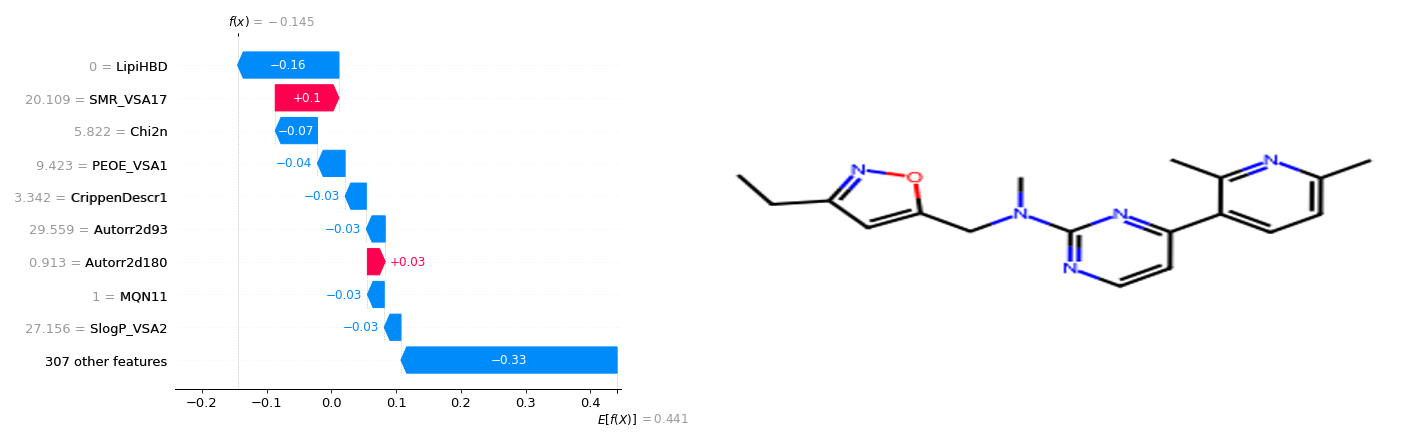 f(x) = −0.145
0 = LipiHBD
−0.16
20.109 = SMR_VSA17
+0.1
5.822 = Chi2n
−0.07
9.423 = PEOE_VSA1
−0.04
3.342 = CrippenDescr1
−0.03
29.559 = Autorr2d93
−0.03
0.913 = Autorr2d180
+0.03
1 = MQN11
−0.03
27.156 = SlogP_VSA2
−0.03
307 other features
−0.33
−0.2 −0.1 0.0 0.1 0.2 0.3 0.4
E[f(X)] = 0.441
N O
N
N
N
N